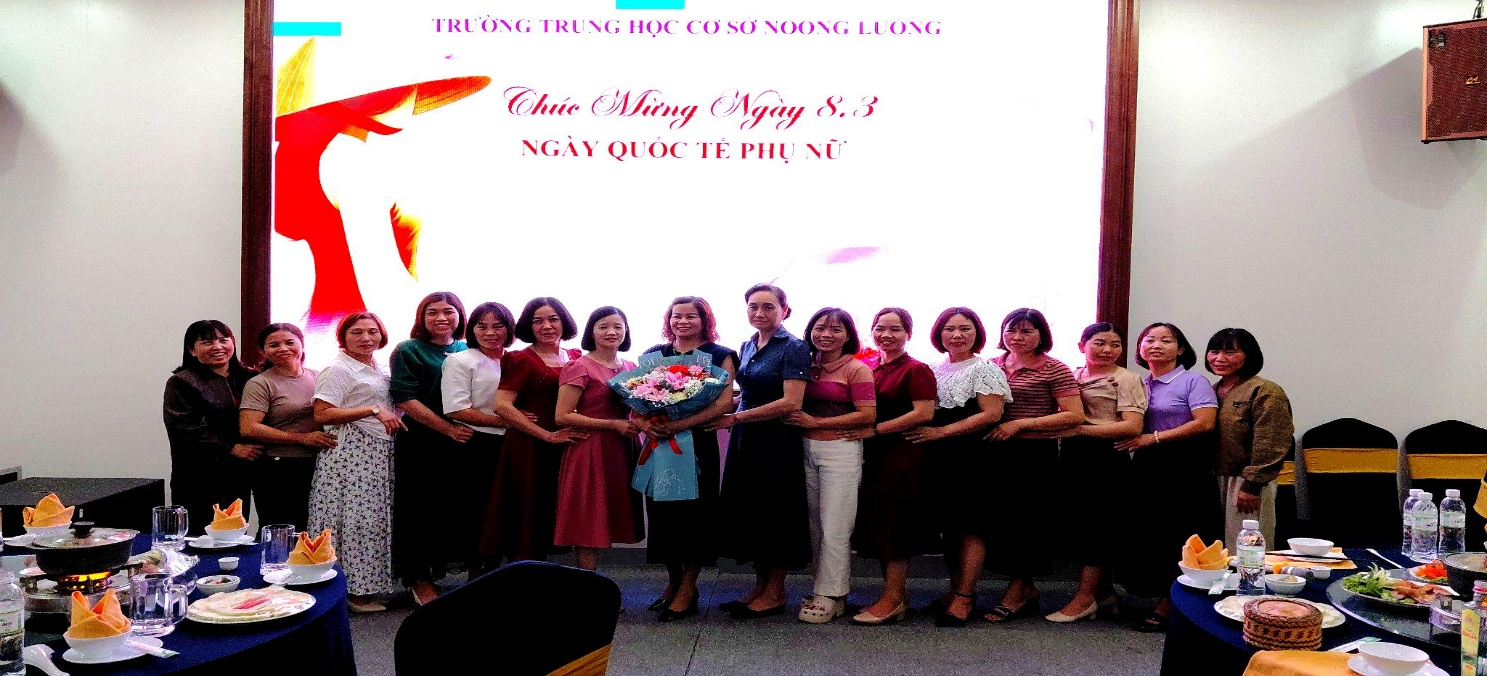 TRƯỜNG TRUNG HỌC CƠ SỞ NOONG LUỐNG
Chúc Mừng Ngày 8.3
NGÀY QUỐC TẾ PHỤ NỮ